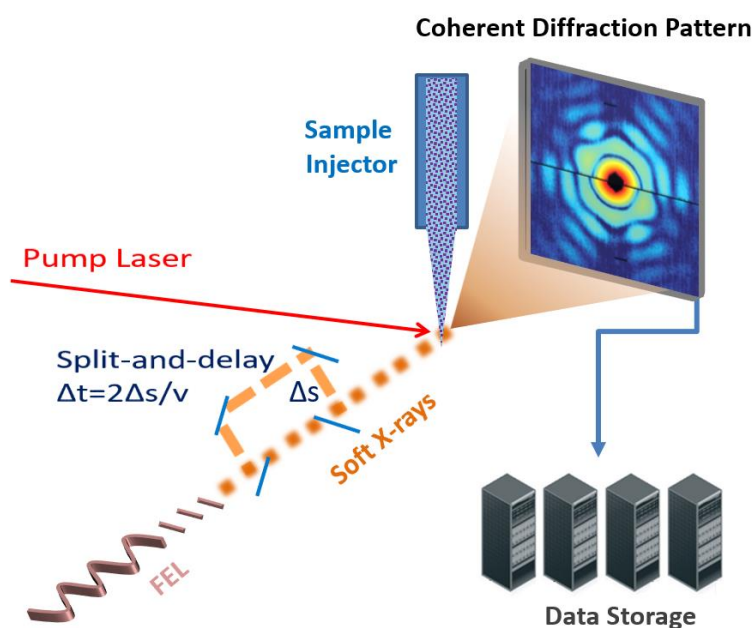 Coherent Diffraction Pattern
Sample
Injector
Pump Laser
Split-and-delay
Δt=2Δs/v
Δs
Soft X-rays
FEL
Data Storage